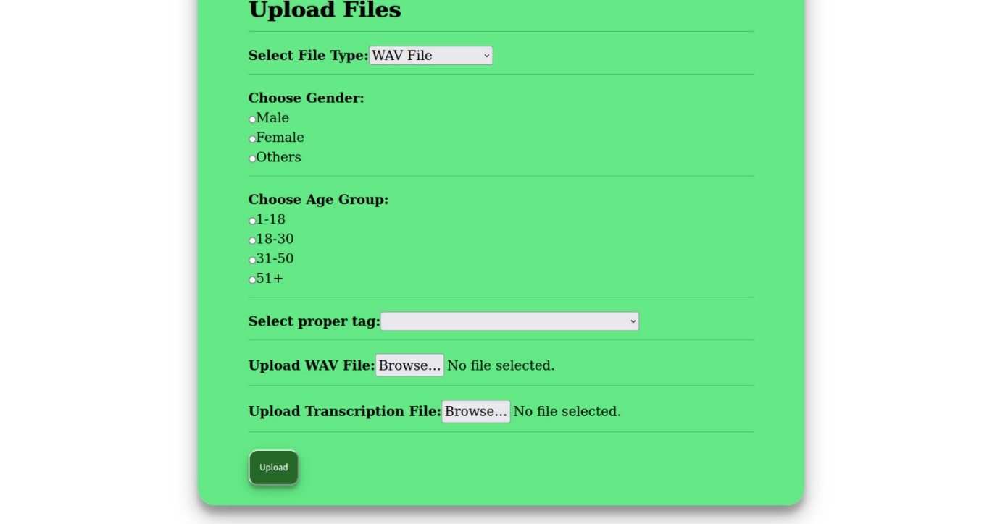 Upload Files
Select File Type: WAV File
Choose Gender:
Male
Female
Others
Choose Age Group:
1-18
18-30
31-50
51+
Select proper tag:
Upload WAV File: Browse... No file selected.
Upload Transcription File: Browse... No file selected.
Upload